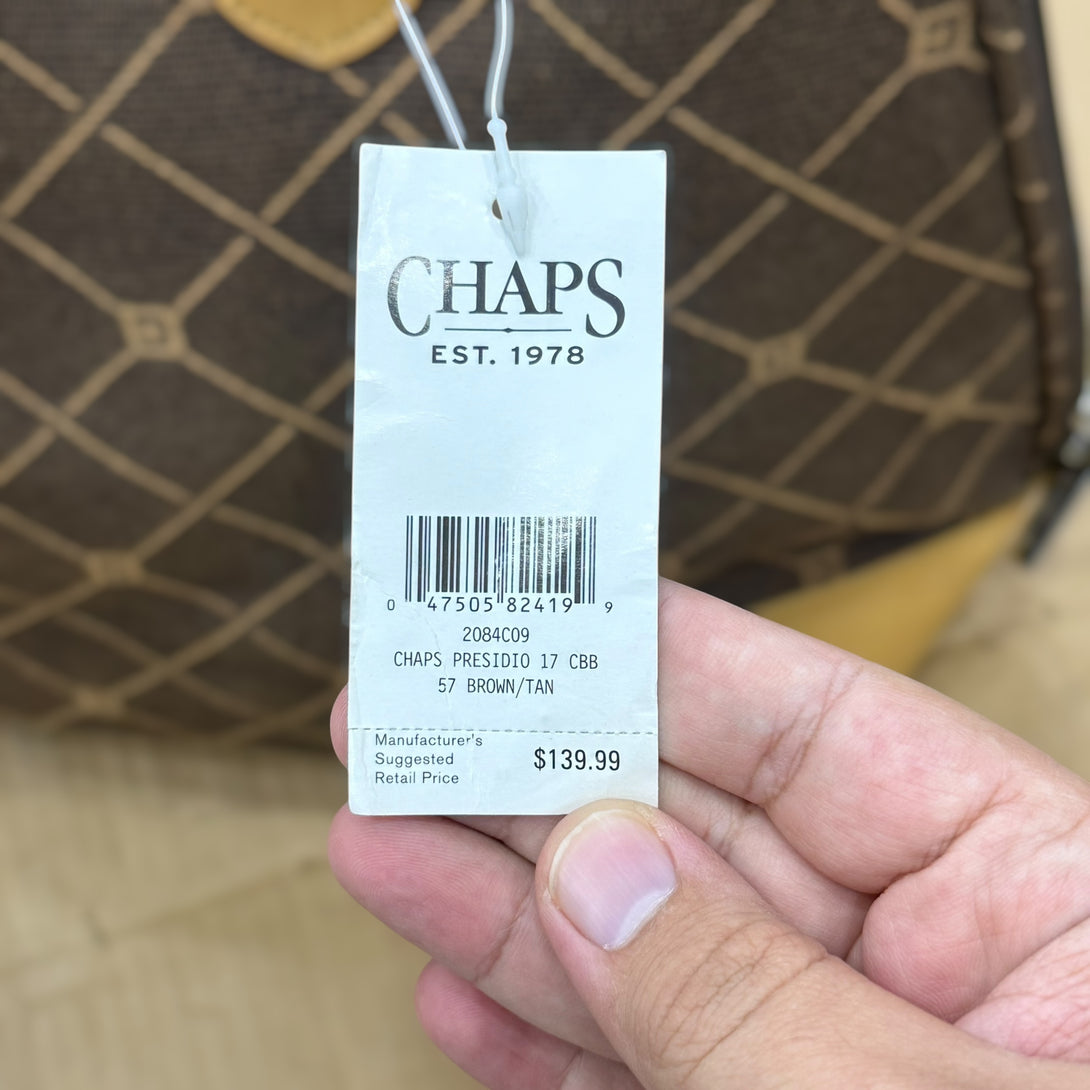 CHAPS
EST. 1978
0 47505 82419 9
2084C09
CHAPS PRESIDIO 17 CBB
57 BROWN/TAN
Manufacturer's
Suggested
Retail Price
$139.99